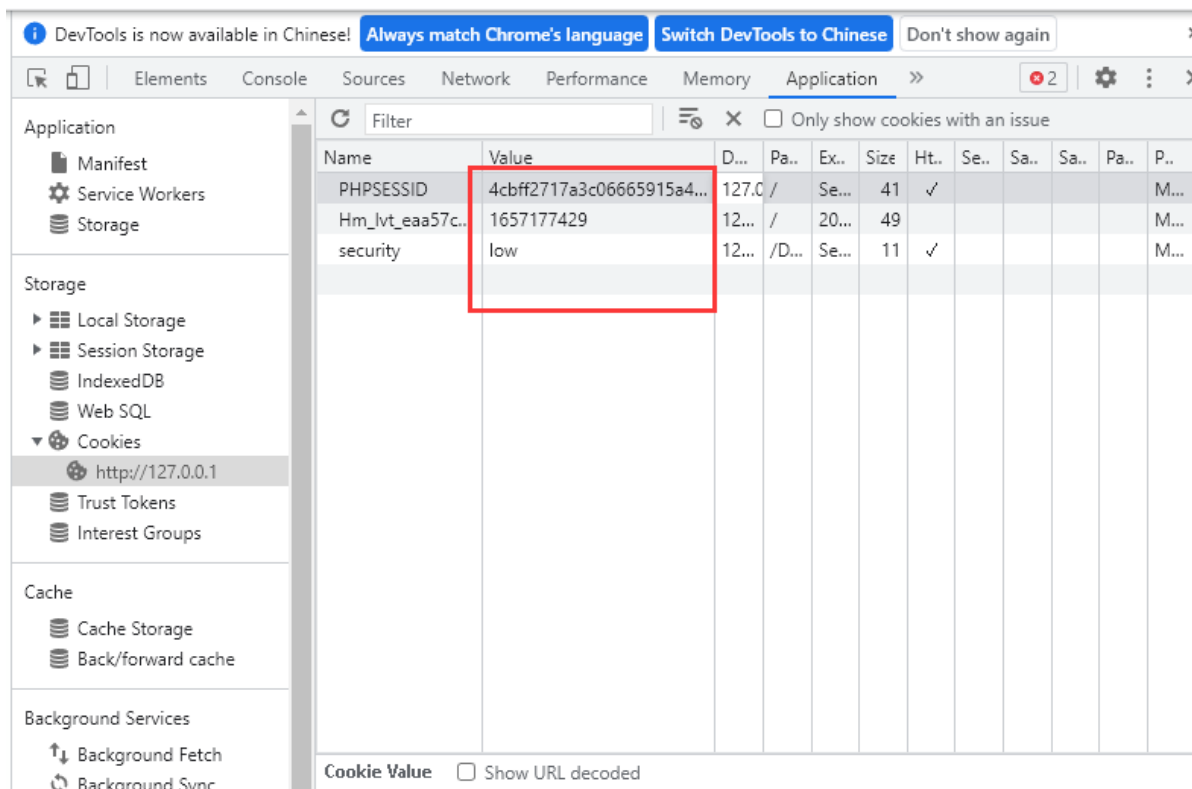 DevTools is now available in Chinese! Always match Chrome's language Switch DevTools to Chinese Don't show again
Elements Console Sources Network Performance Memory Application » 2
Application
Manifest
Service Workers
Storage
Storage
Local Storage
Session Storage
IndexedDB
Web SQL
Cookies
http://127.0.0.1
Trust Tokens
Interest Groups
Cache
Cache Storage
Back/forward cache
Background Services
Background Fetch
Background Sync
Filter Only show cookies with an issue
Name Value D... Pa.. Ex.. Size Ht.. Se.. Sa.. Sa.. Pa.. P..
PHPSESSID 4cbff2717a3c06665915a4... 127.0 / Se... 41 ✓ M...
Hm_lvt_eaa57c.. 1657177429 12... / 20... 49 M...
security low 12... /D... Se... 11 ✓ M...
Cookie Value Show URL decoded